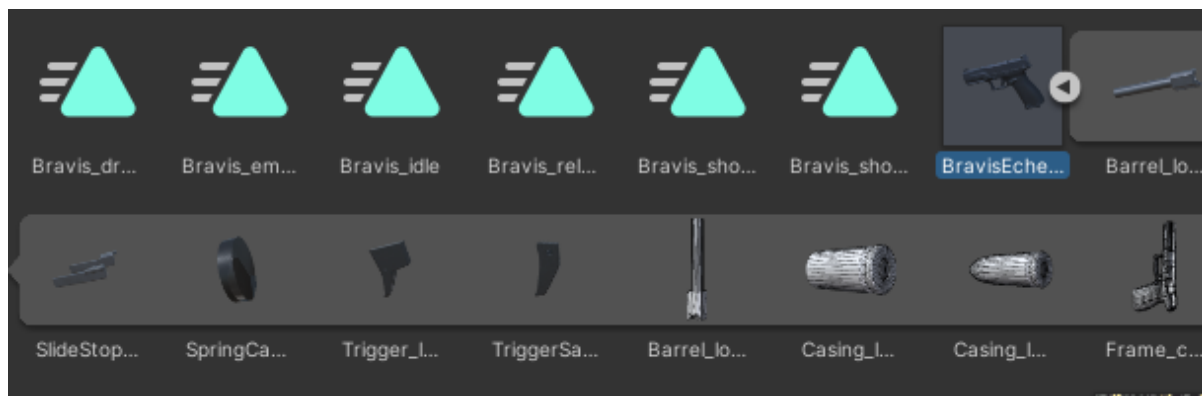 Bravis_dr... Bravis_em... Bravis_idle Bravis_rel... Bravis_sho... Bravis_sho... BravisEche... Barrel_lo...
SlideStop... SpringCa... Trigger_l... TriggerSa... Barrel_lo... Casing_l... Casing_l... Frame_c...